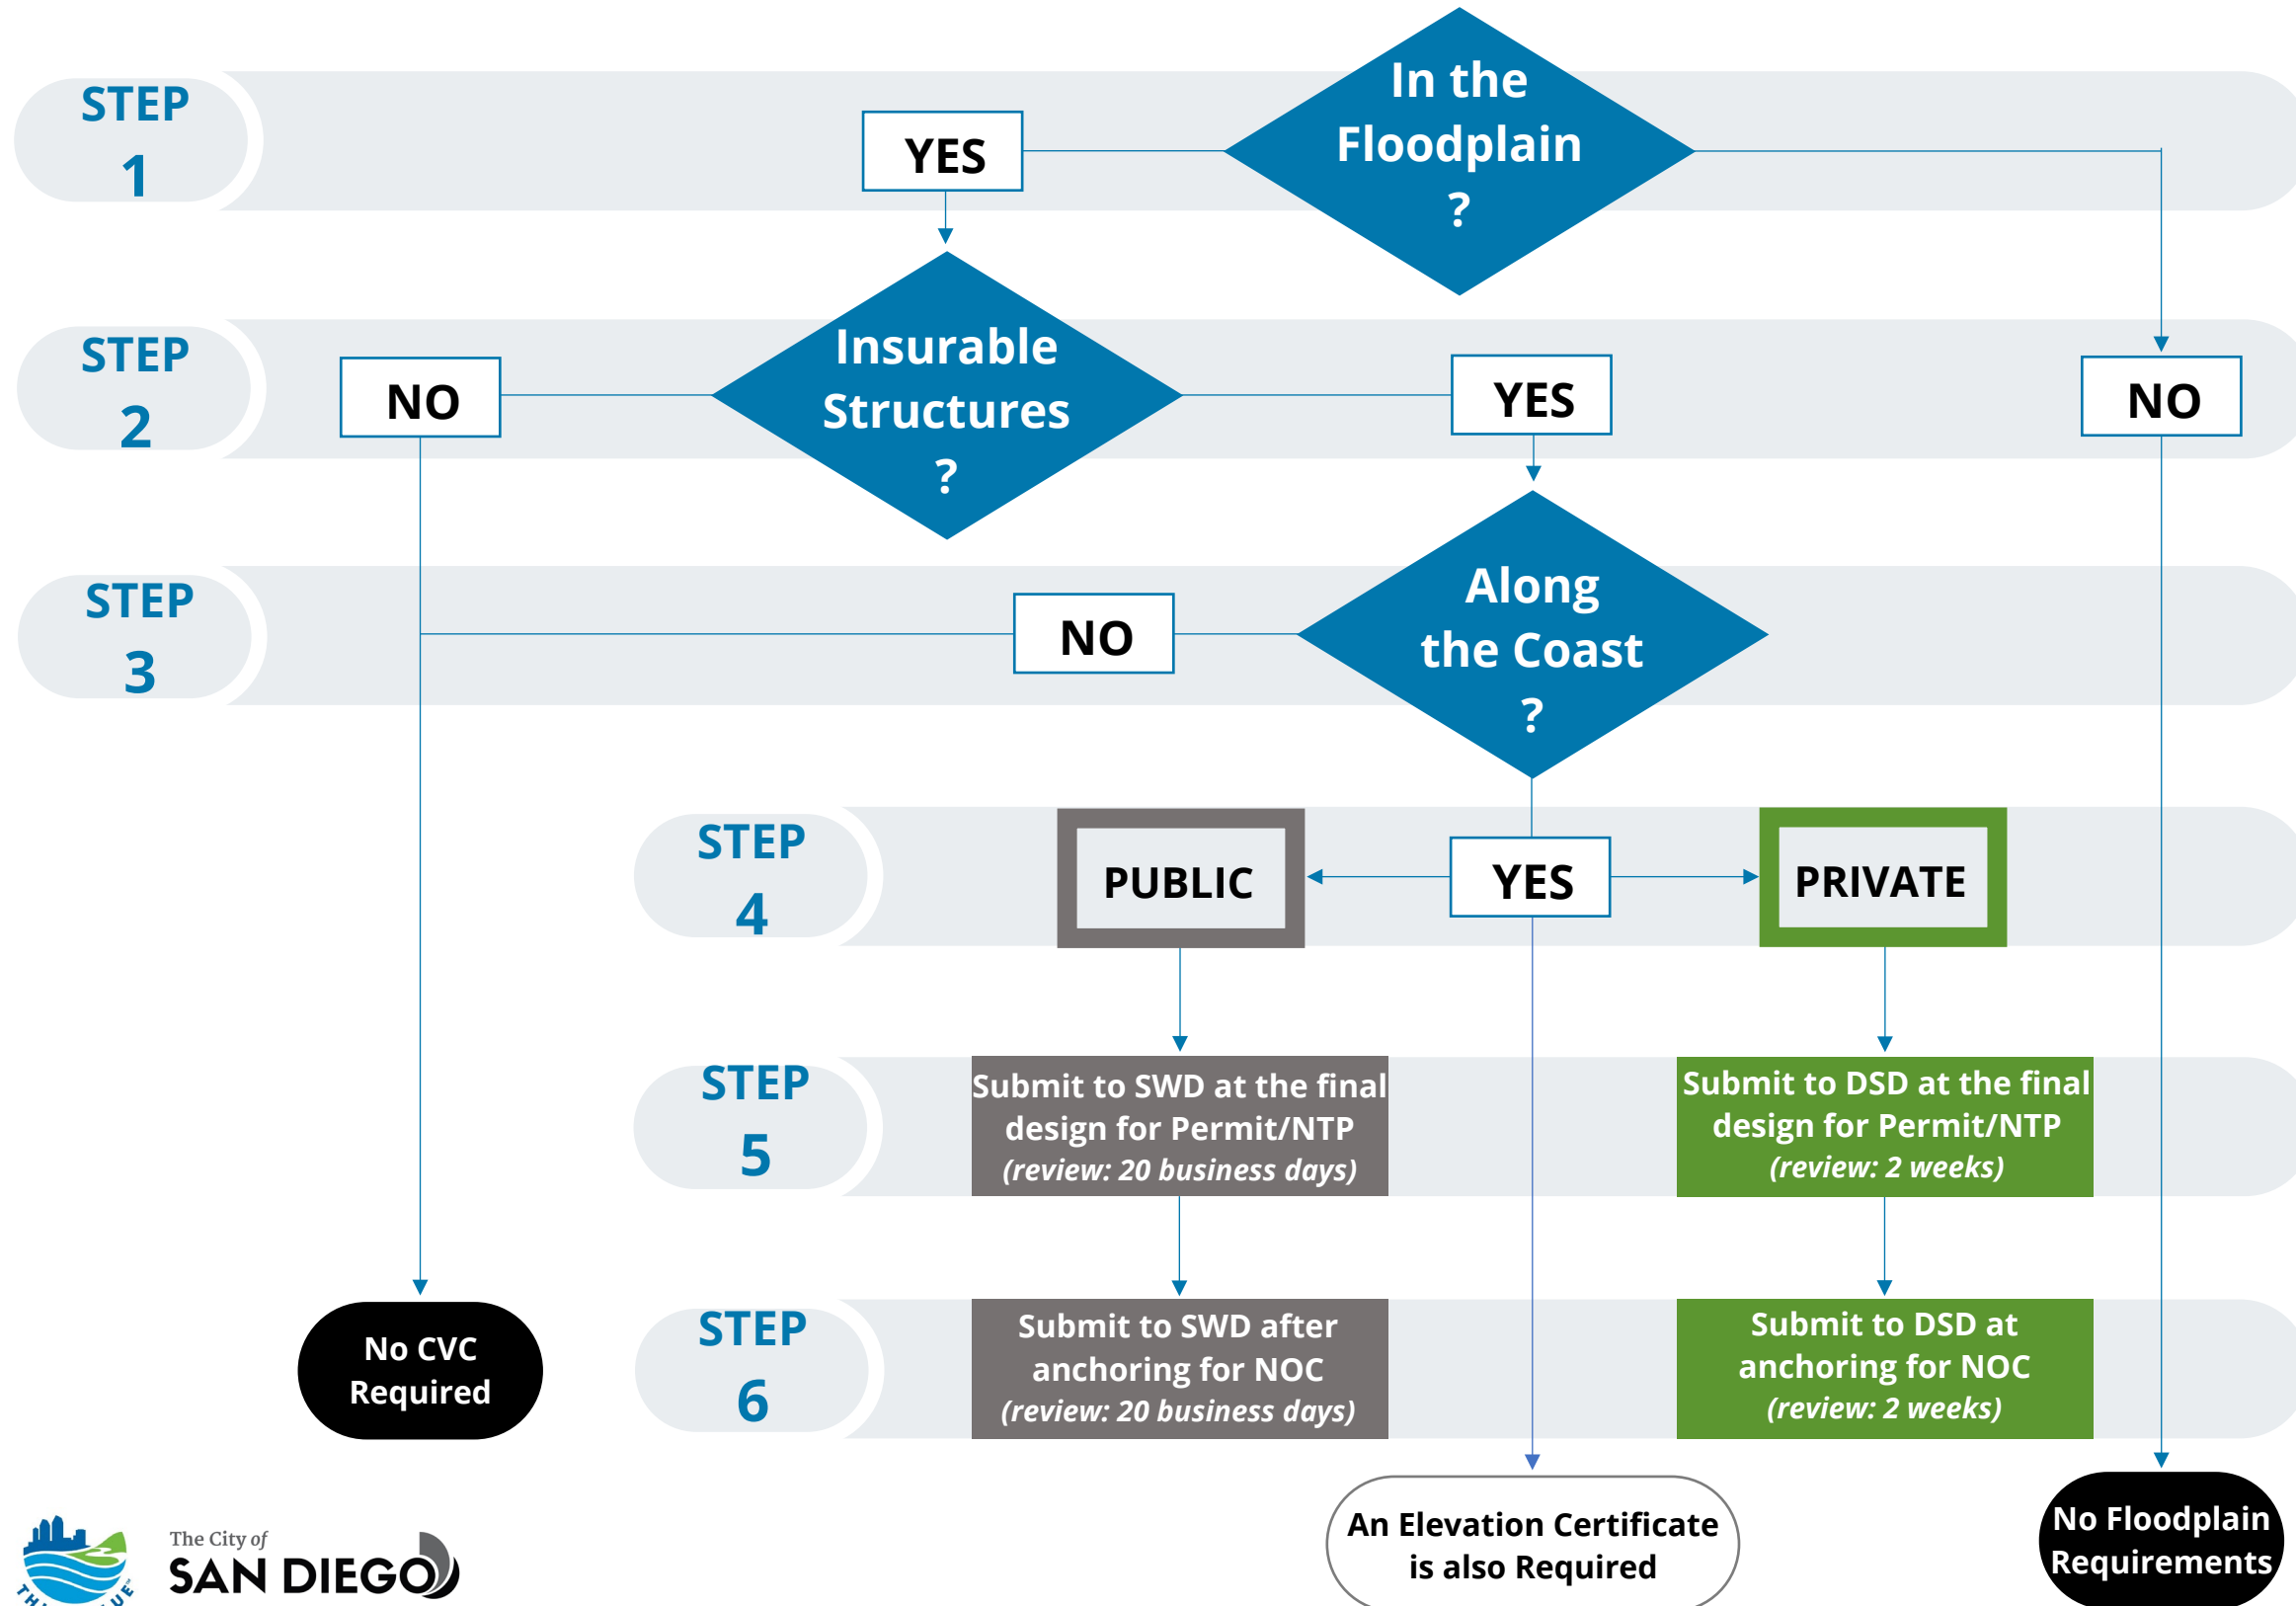 STEP
1
YES
In the
Floodplain
?
STEP
2
NO
Insurable
Structures
?
YES
NO
STEP
3
NO
Along
the Coast
?
STEP
4
PUBLIC
YES
PRIVATE
STEP
5
Submit to SWD at the final
design for Permit/NTP
(review: 20 business days)
Submit to DSD at the final
design for Permit/NTP
(review: 2 weeks)
No CVC
Required
STEP
6
Submit to SWD after
anchoring for NOC
(review: 20 business days)
Submit to DSD at
anchoring for NOC
(review: 2 weeks)
An Elevation Certificate
is also Required
No Floodplain
Requirements
The City of
SAN DIEGO